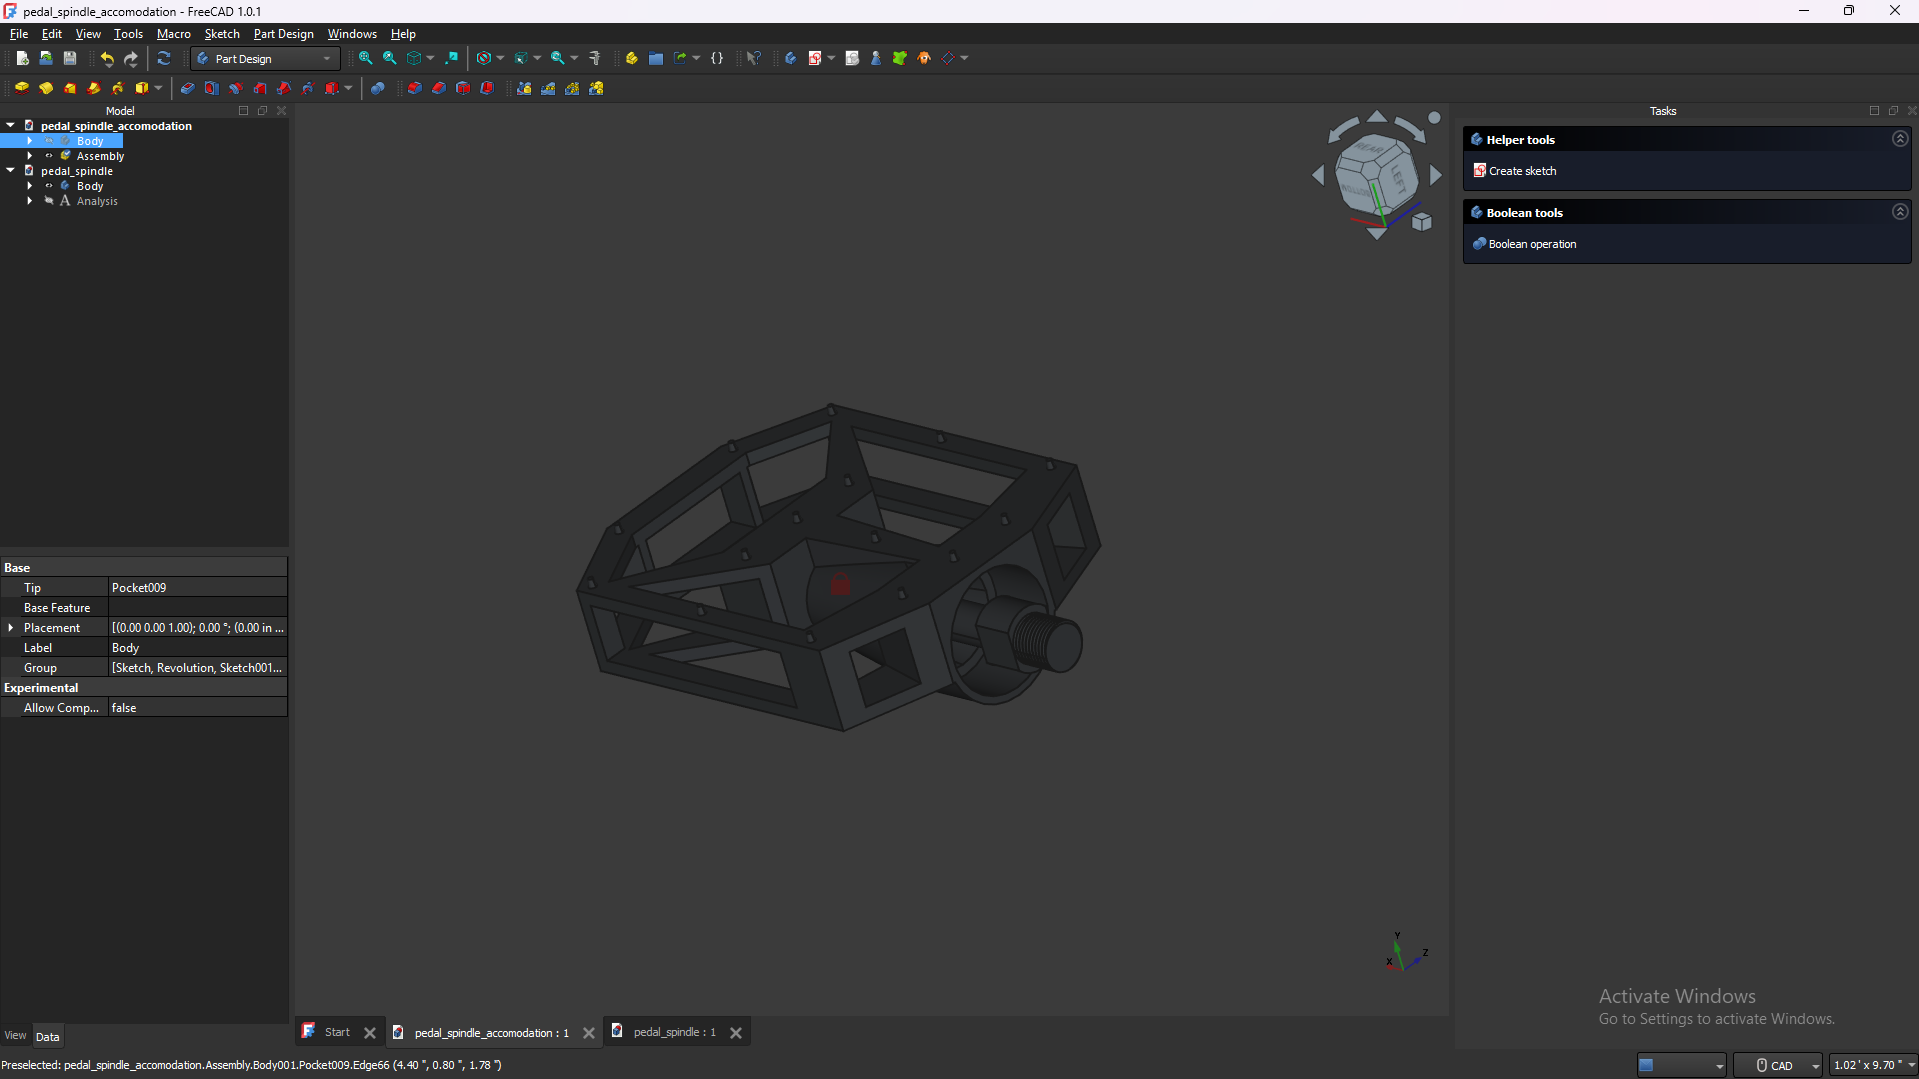 pedal_spindle_accomodation - FreeCAD 1.0.1
File Edit View Tools Macro Sketch Part Design Windows Help
Part Design
Model
Tasks
pedal_spindle_accomodation
Body
Assembly
pedal_spindle
Body
Analysis
Helper tools
Create sketch
Boolean tools
Boolean operation
REAR
LEFT
BOTTOM
Base
Tip Pocket009
Base Feature
Placement [(0.00 0.00 1.00); 0.00 °; (0.00 in ...
Label Body
Group [Sketch, Revolution, Sketch001...
Experimental
Allow Comp... false
Y
Z
X
Activate Windows
Go to Settings to activate Windows.
View Data
Start pedal_spindle_accomodation : 1 pedal_spindle : 1
Preselected: pedal_spindle_accomodation.Assembly.Body001.Pocket009.Edge66 (4.40 ", 0.80 ", 1.78 ")
CAD 1.02 ' x 9.70 "